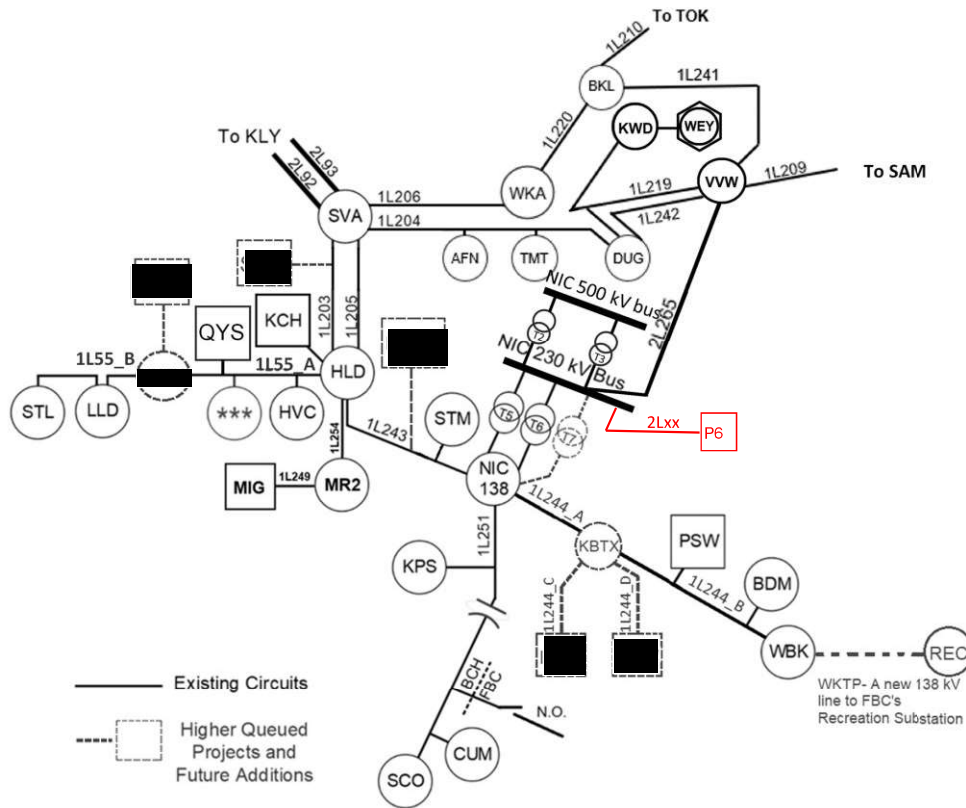 To TOK
1L210
BKL
1L241
KWD
WEY
1L220
To KLY
2L93
2L92
WKA
1L219
VVW
1L209
To SAM
1L206
SVA
1L204
1L242
AFN
TMT
DUG
NIC 500 kV bus
2L265
T2
T3
NIC 230 kV Bus
1L203
1L205
KCH
QYS
1L55_B
1L55_A
HLD
STL
LLD
***
HVC
1L254
1L243
STM
T5
T6
T7
2Lxx
P6
MIG
1L249
MR2
NIC
138
1L244_A
1L251
KPS
KBTX
PSW
1L244_B
BDM
1L244_C
1L244_D
WBK
REC
WKTP- A new 138 kV
line to FBC's
Recreation Substation
BCH
FBC
N.O.
CUM
SCO
Existing Circuits
Higher Queued
Projects and
Future Additions